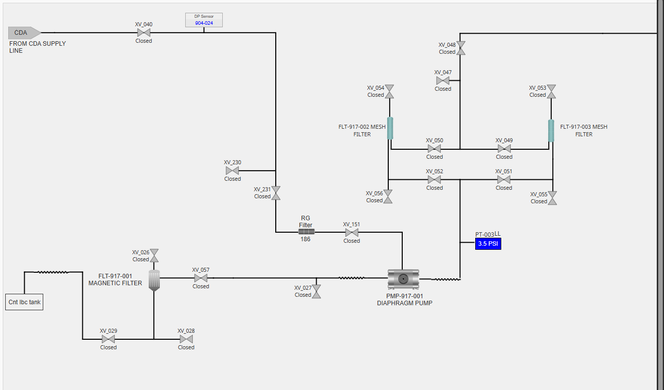 CDA
FROM CDA SUPPLY
LINE
XV_040
Closed
DP Sensor
904-024
XV_048
Closed
XV_047
Closed
XV_054
Closed
XV_053
Closed
FLT-917-002 MESH
FILTER
FLT-917-003 MESH
FILTER
XV_050
Closed
XV_049
Closed
XV_230
Closed
XV_231
Closed
XV_052
Closed
XV_051
Closed
XV_056
Closed
XV_055
Closed
RG
Filter
186
XV_151
Closed
PT-003LL
3.5 PSI
XV_026
Closed
FLT-917-001
MAGNETIC FILTER
XV_057
Closed
XV_027
Closed
PMP-917-001
DIAPHRAGM PUMP
Cnt Ibc tank
XV_029
Closed
XV_028
Closed